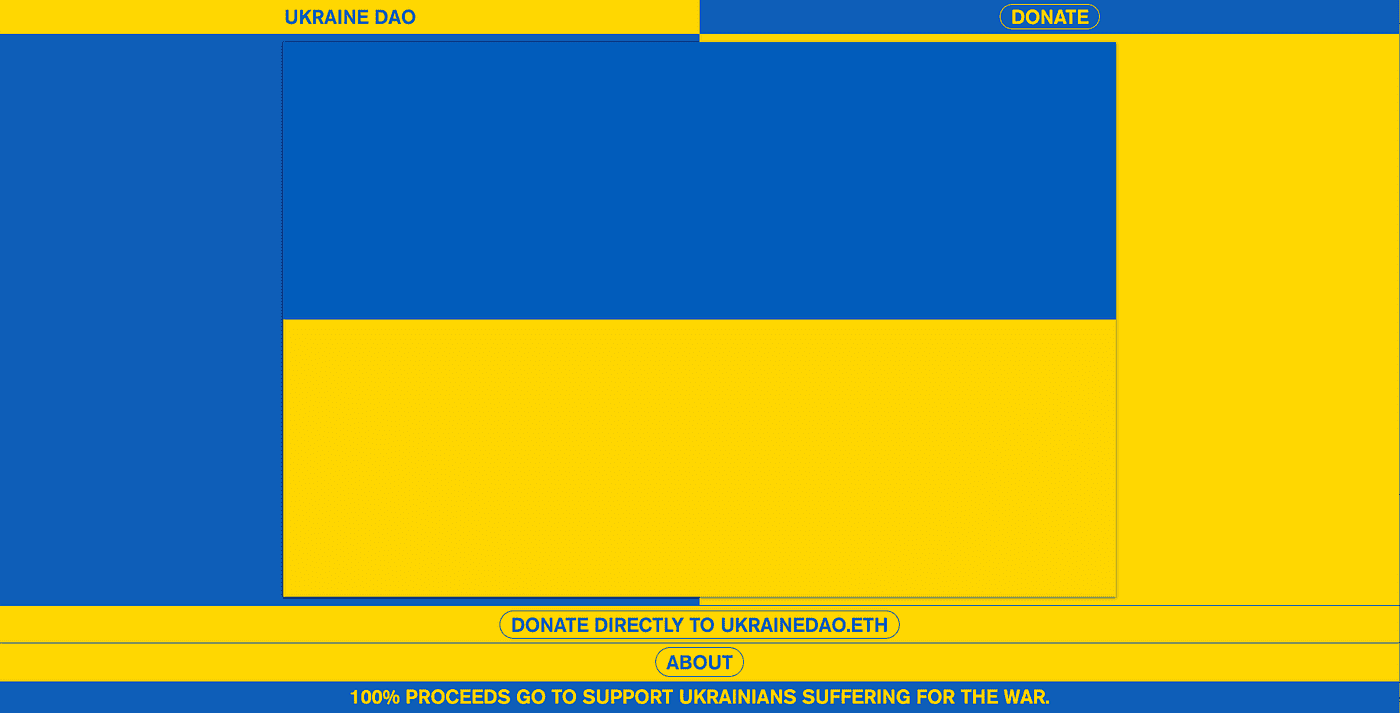 UKRAINE DAO
DONATE
DONATE DIRECTLY TO UKRAINEDAO.ETH
ABOUT
100% PROCEEDS GO TO SUPPORT UKRAINIANS SUFFERING FOR THE WAR.